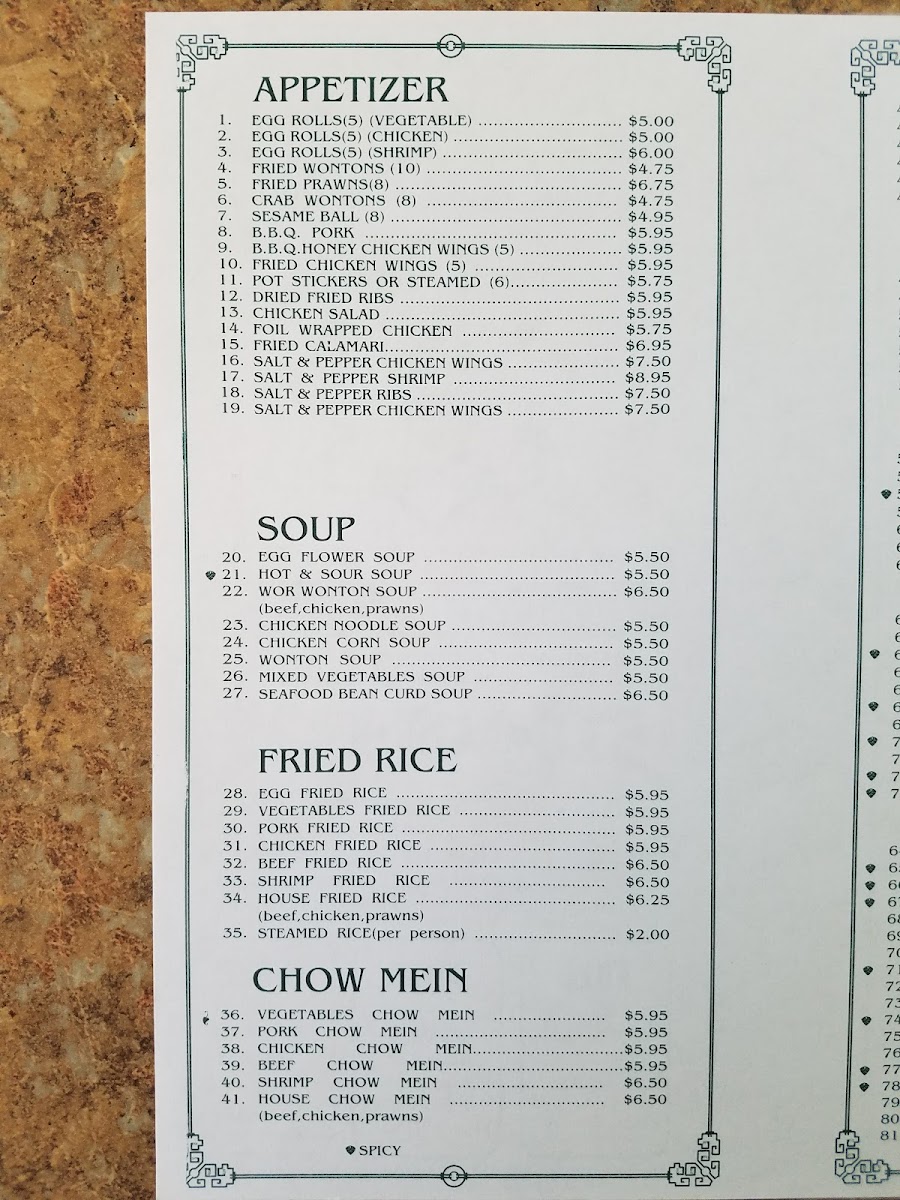 APPETIZER
1. EGG ROLLS(5) (VEGETABLE) ............................. $5.00
2. EGG ROLLS(5) (CHICKEN) .................................. $5.00
3. EGG ROLLS(5) (SHRIMP) .................................... $6.00
4. FRIED WONTONS (10) ....................................... $4.75
5. FRIED PRAWNS(8) .............................................. $6.75
6. CRAB WONTONS (8) ....................................... $4.75
7. SESAME BALL (8) ............................................... $4.95
8. B.B.Q. PORK ................................................... $5.95
9. B.B.Q.HONEY CHICKEN WINGS (5) ..................... $5.95
10. FRIED CHICKEN WINGS (5) ............................. $5.95
11. POT STICKERS OR STEAMED (6)...................... $5.75
12. DRIED FRIED RIBS ............................................. $5.95
13. CHICKEN SALAD ............................................... $5.95
14. FOIL WRAPPED CHICKEN ............................... $5.75
15. FRIED CALAMARI............................................... $6.95
16. SALT & PEPPER CHICKEN WINGS ...................... $7.50
17. SALT & PEPPER SHRIMP ................................. $8.95
18. SALT & PEPPER RIBS ......................................... $7.50
19. SALT & PEPPER CHICKEN WINGS ...................... $7.50
SOUP
20. EGG FLOWER SOUP ...................................... $5.50
21. HOT & SOUR SOUP ....................................... $5.50
22. WOR WONTON SOUP ....................................... $6.50
(beef,chicken,prawns)
23. CHICKEN NOODLE SOUP ................................. $5.50
24. CHICKEN CORN SOUP ................................... $5.50
25. WONTON SOUP ............................................ $5.50
26. MIXED VEGETABLES SOUP ............................ $5.50
27. SEAFOOD BEAN CURD SOUP ............................ $6.50
FRIED RICE
28. EGG FRIED RICE ............................................ $5.95
29. VEGETABLES FRIED RICE ............................... $5.95
30. PORK FRIED RICE ........................................... $5.95
31. CHICKEN FRIED RICE ..................................... $5.95
32. BEEF FRIED RICE ........................................... $6.50
33. SHRIMP FRIED RICE ............................... $6.50
34. HOUSE FRIED RICE ........................................ $6.25
(beef,chicken,prawns)
35. STEAMED RICE(per person) ............................ $2.00
CHOW MEIN
36. VEGETABLES CHOW MEIN ...................... $5.95
37. PORK CHOW MEIN .................................. $5.95
38. CHICKEN CHOW MEIN..............................$5.95
39. BEEF CHOW MEIN....................................$5.95
40. SHRIMP CHOW MEIN ............................. $6.50
41. HOUSE CHOW MEIN ............................... $6.50
(beef,chicken,prawns)
SPICY